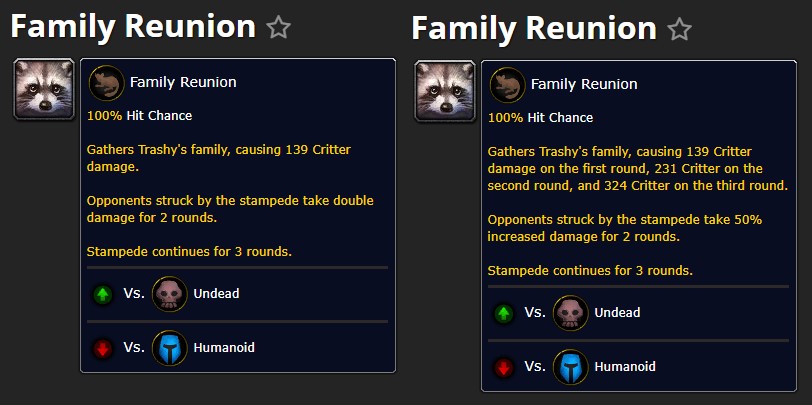 Family Reunion
Family Reunion
100% Hit Chance
Gathers Trashy's family, causing 139 Critter
damage.
Opponents struck by the stampede take double
damage for 2 rounds.
Stampede continues for 3 rounds.
Vs. Undead
Vs. Humanoid
Family Reunion
Family Reunion
100% Hit Chance
Gathers Trashy's family, causing 139 Critter
damage on the first round, 231 Critter on the
second round, and 324 Critter on the third round.
Opponents struck by the stampede take 50%
increased damage for 2 rounds.
Stampede continues for 3 rounds.
Vs. Undead
Vs. Humanoid